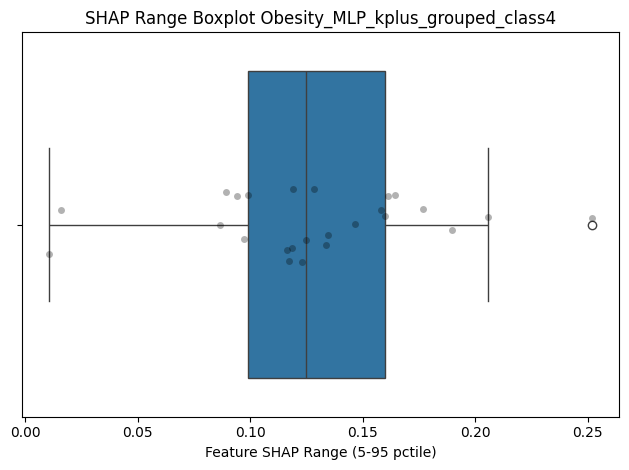 SHAP Range Boxplot Obesity_MLP_kplus_grouped_class4
0.00 0.05 0.10 0.15 0.20 0.25
Feature SHAP Range (5-95 pctile)